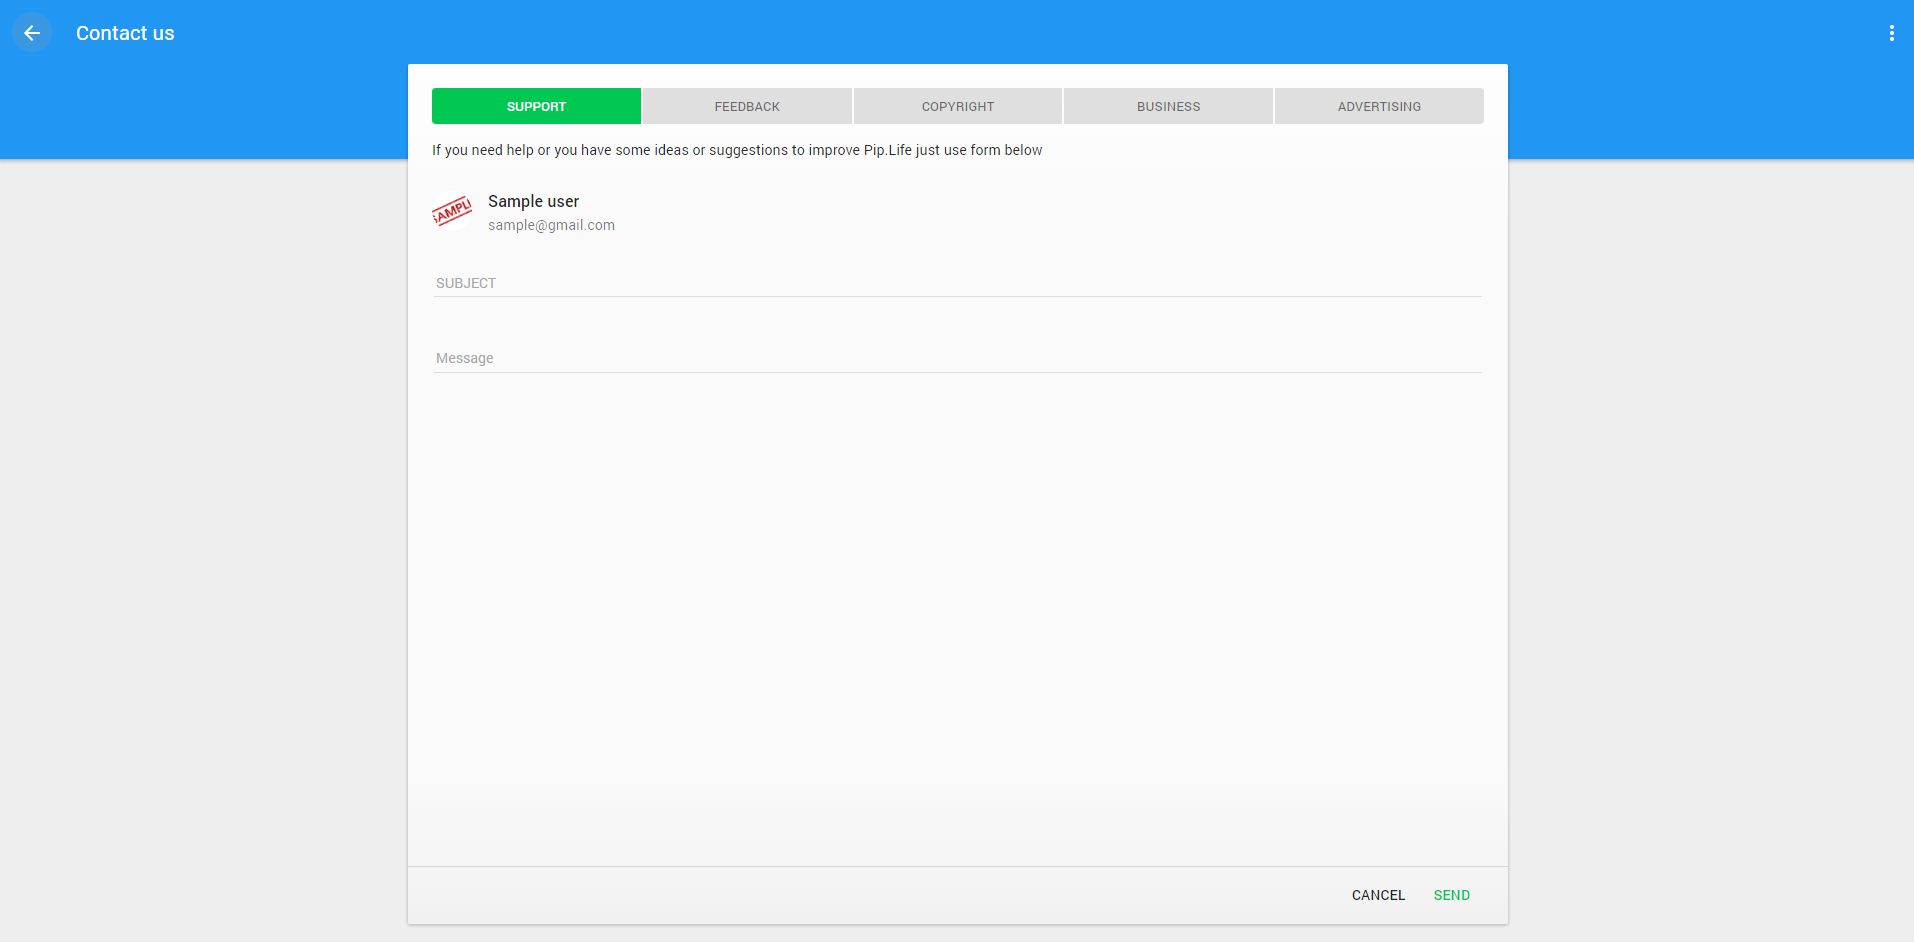 Contact us
SUPPORT FEEDBACK COPYRIGHT BUSINESS ADVERTISING
If you need help or you have some ideas or suggestions to improve Pip.Life just use form below
SAMPL
Sample user
sample@gmail.com
SUBJECT
Message
CANCEL SEND